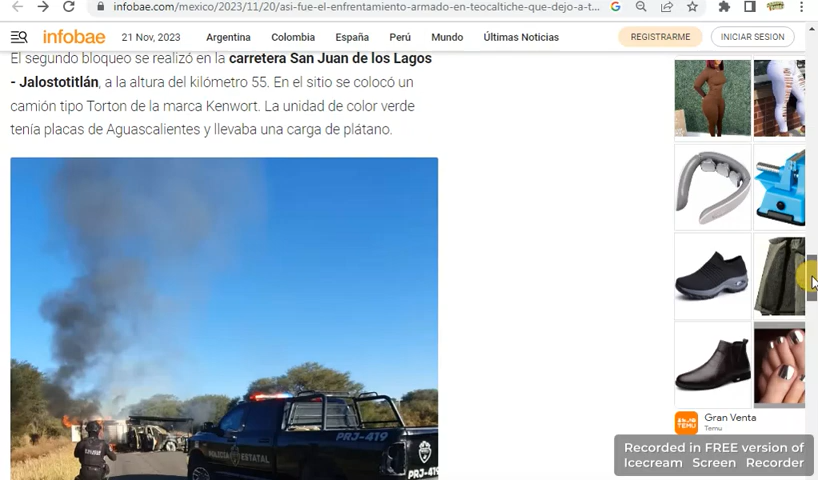 infobae.com/mexico/2023/11/20/asi-fue-el-enfrentamiento-armado-en-teocaltiche-que-dejo-a-t...
infobae 21 Nov, 2023 Argentina Colombia España Perú Mundo Últimas Noticias REGISTRARME INICIAR SESION
El segundo bloqueo se realizó en la carretera San Juan de los Lagos
- Jalostotitlán, a la altura del kilómetro 55. En el sitio se colocó un
camión tipo Torton de la marca Kenwort. La unidad de color verde
tenía placas de Aguascalientes y llevaba una carga de plátano.
PRJ-419
POLICÍA ESTATAL
PRJ-419
TEMU
Gran Venta
Temu
Recorded in FREE version of
Icecream Screen Recorder